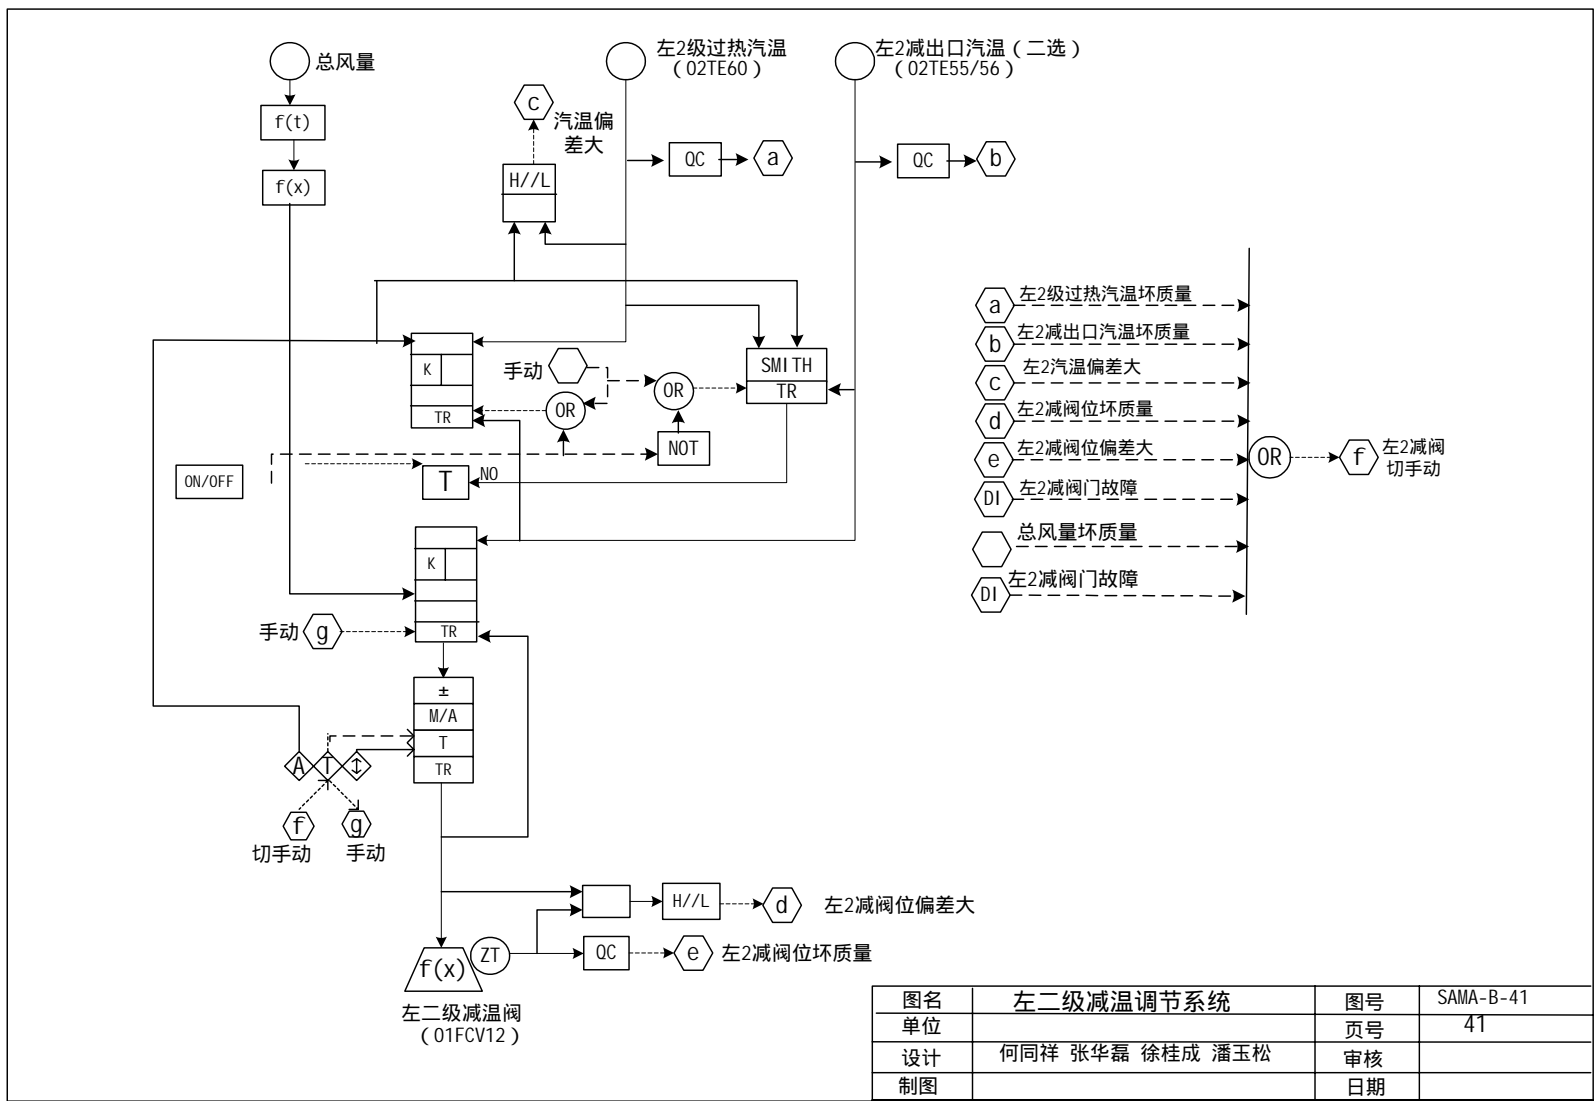 总风量
左2级过热汽温
（02TE60）
左2减出口汽温（二选）
（02TE55/56）
f(t)
f(x)
c
汽温偏
差大
H//L
QC
a
QC
b
K
TR
手动
OR
OR
SMITH
TR
NOT
ON/OFF
T
NO
K
TR
手动
g
±
M/A
T
TR
A
T
f
切手动
g
手动
H//L
d
左2减阀位偏差大
f(x)
ZT
QC
e
左2减阀位坏质量
左二级减温阀
（01FCV12）
a
左2级过热汽温坏质量
b
左2减出口汽温坏质量
c
左2汽温偏差大
d
左2减阀位坏质量
e
左2减阀位偏差大
DI
左2减阀门故障
总风量坏质量
DI
左2减阀门故障
OR
f
左2减阀
切手动
图名 左二级减温调节系统 图号 SAMA-B-41
单位 页号 41
设计 何同祥 张华磊 徐桂成 潘玉松 审核
制图 日期